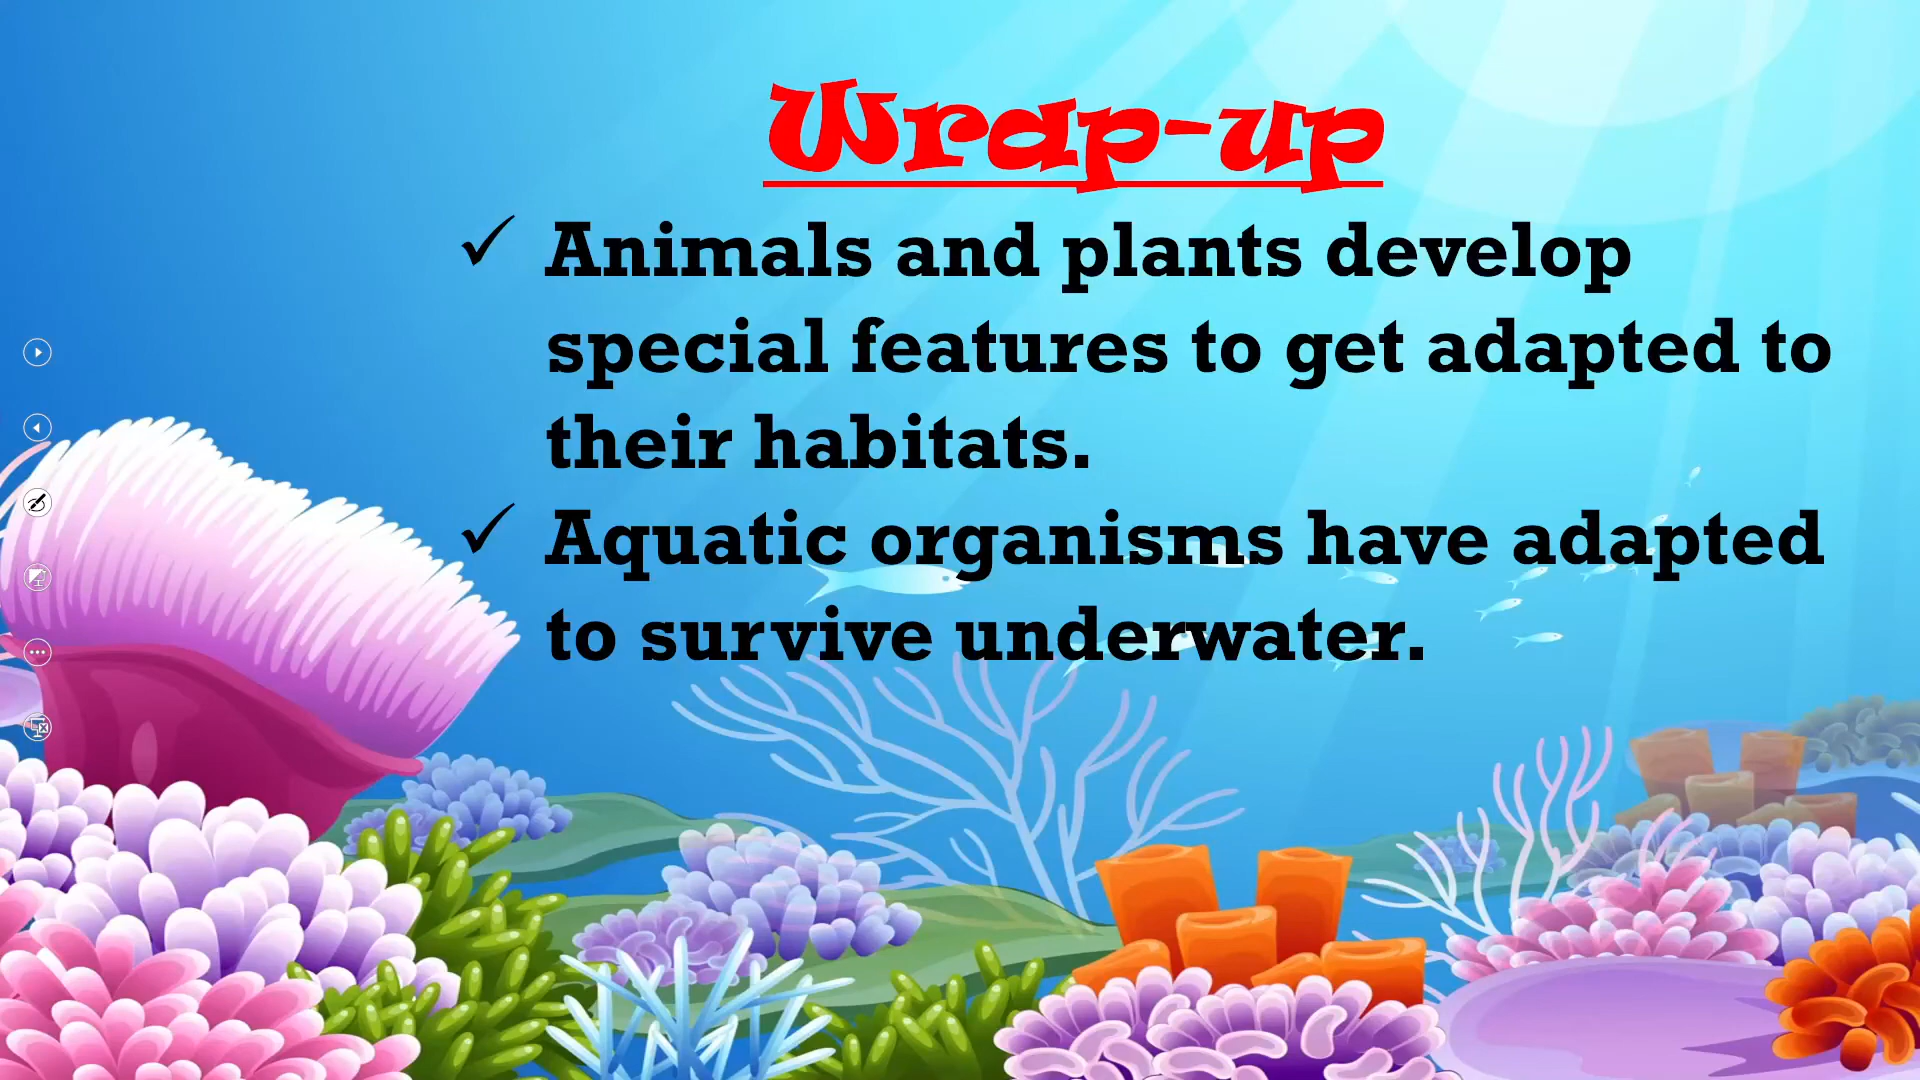 Wrap-up
✓ Animals and plants develop
special features to get adapted to
their habitats.
✓ Aquatic organisms have adapted
to survive underwater.